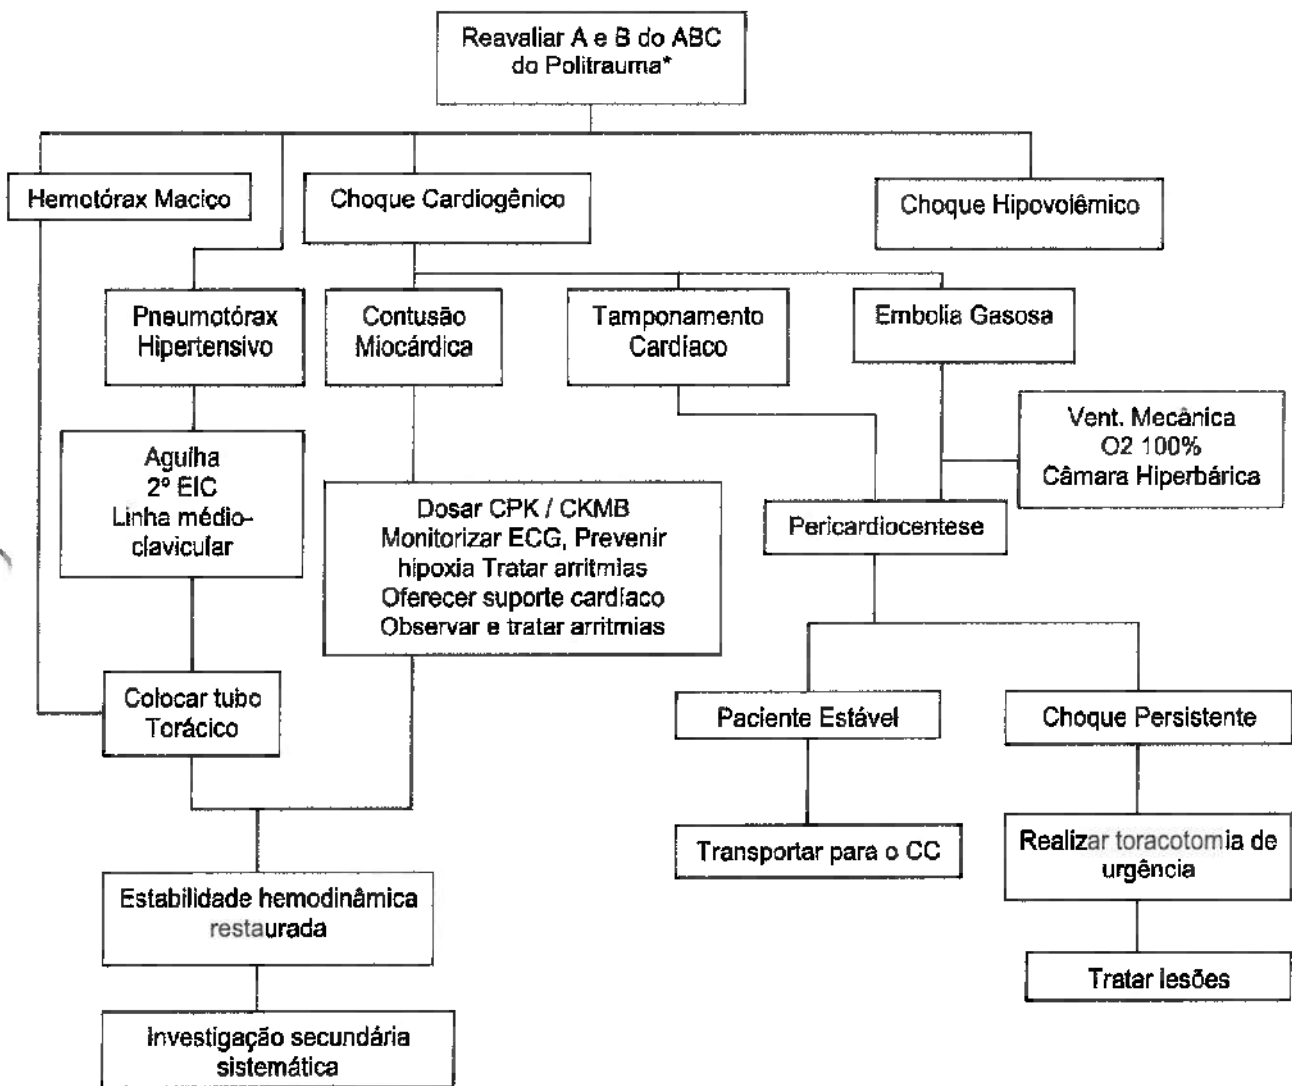 Reavaliar A e B do ABC
do Politrauma*
Hemotórax Maciço
Choque Cardiogênico
Choque Hipovolêmico
Pneumotórax
Hipertensivo
Contusão
Miocárdica
Tamponamento
Cardíaco
Embolia Gasosa
Agulha
2º EIC
Linha médio-
clavicular
Vent. Mecânica
O2 100%
Câmara Hiperbárica
Dosar CPK / CKMB
Monitorizar ECG, Prevenir
hipoxia Tratar arritmias
Oferecer suporte cardíaco
Observar e tratar arritmias
Pericardiocentese
Colocar tubo
Torácico
Paciente Estável
Choque Persistente
Transportar para o CC
Realizar toracotomia de
urgência
Estabilidade hemodinâmica
restaurada
Tratar lesões
Investigação secundária
sistemática